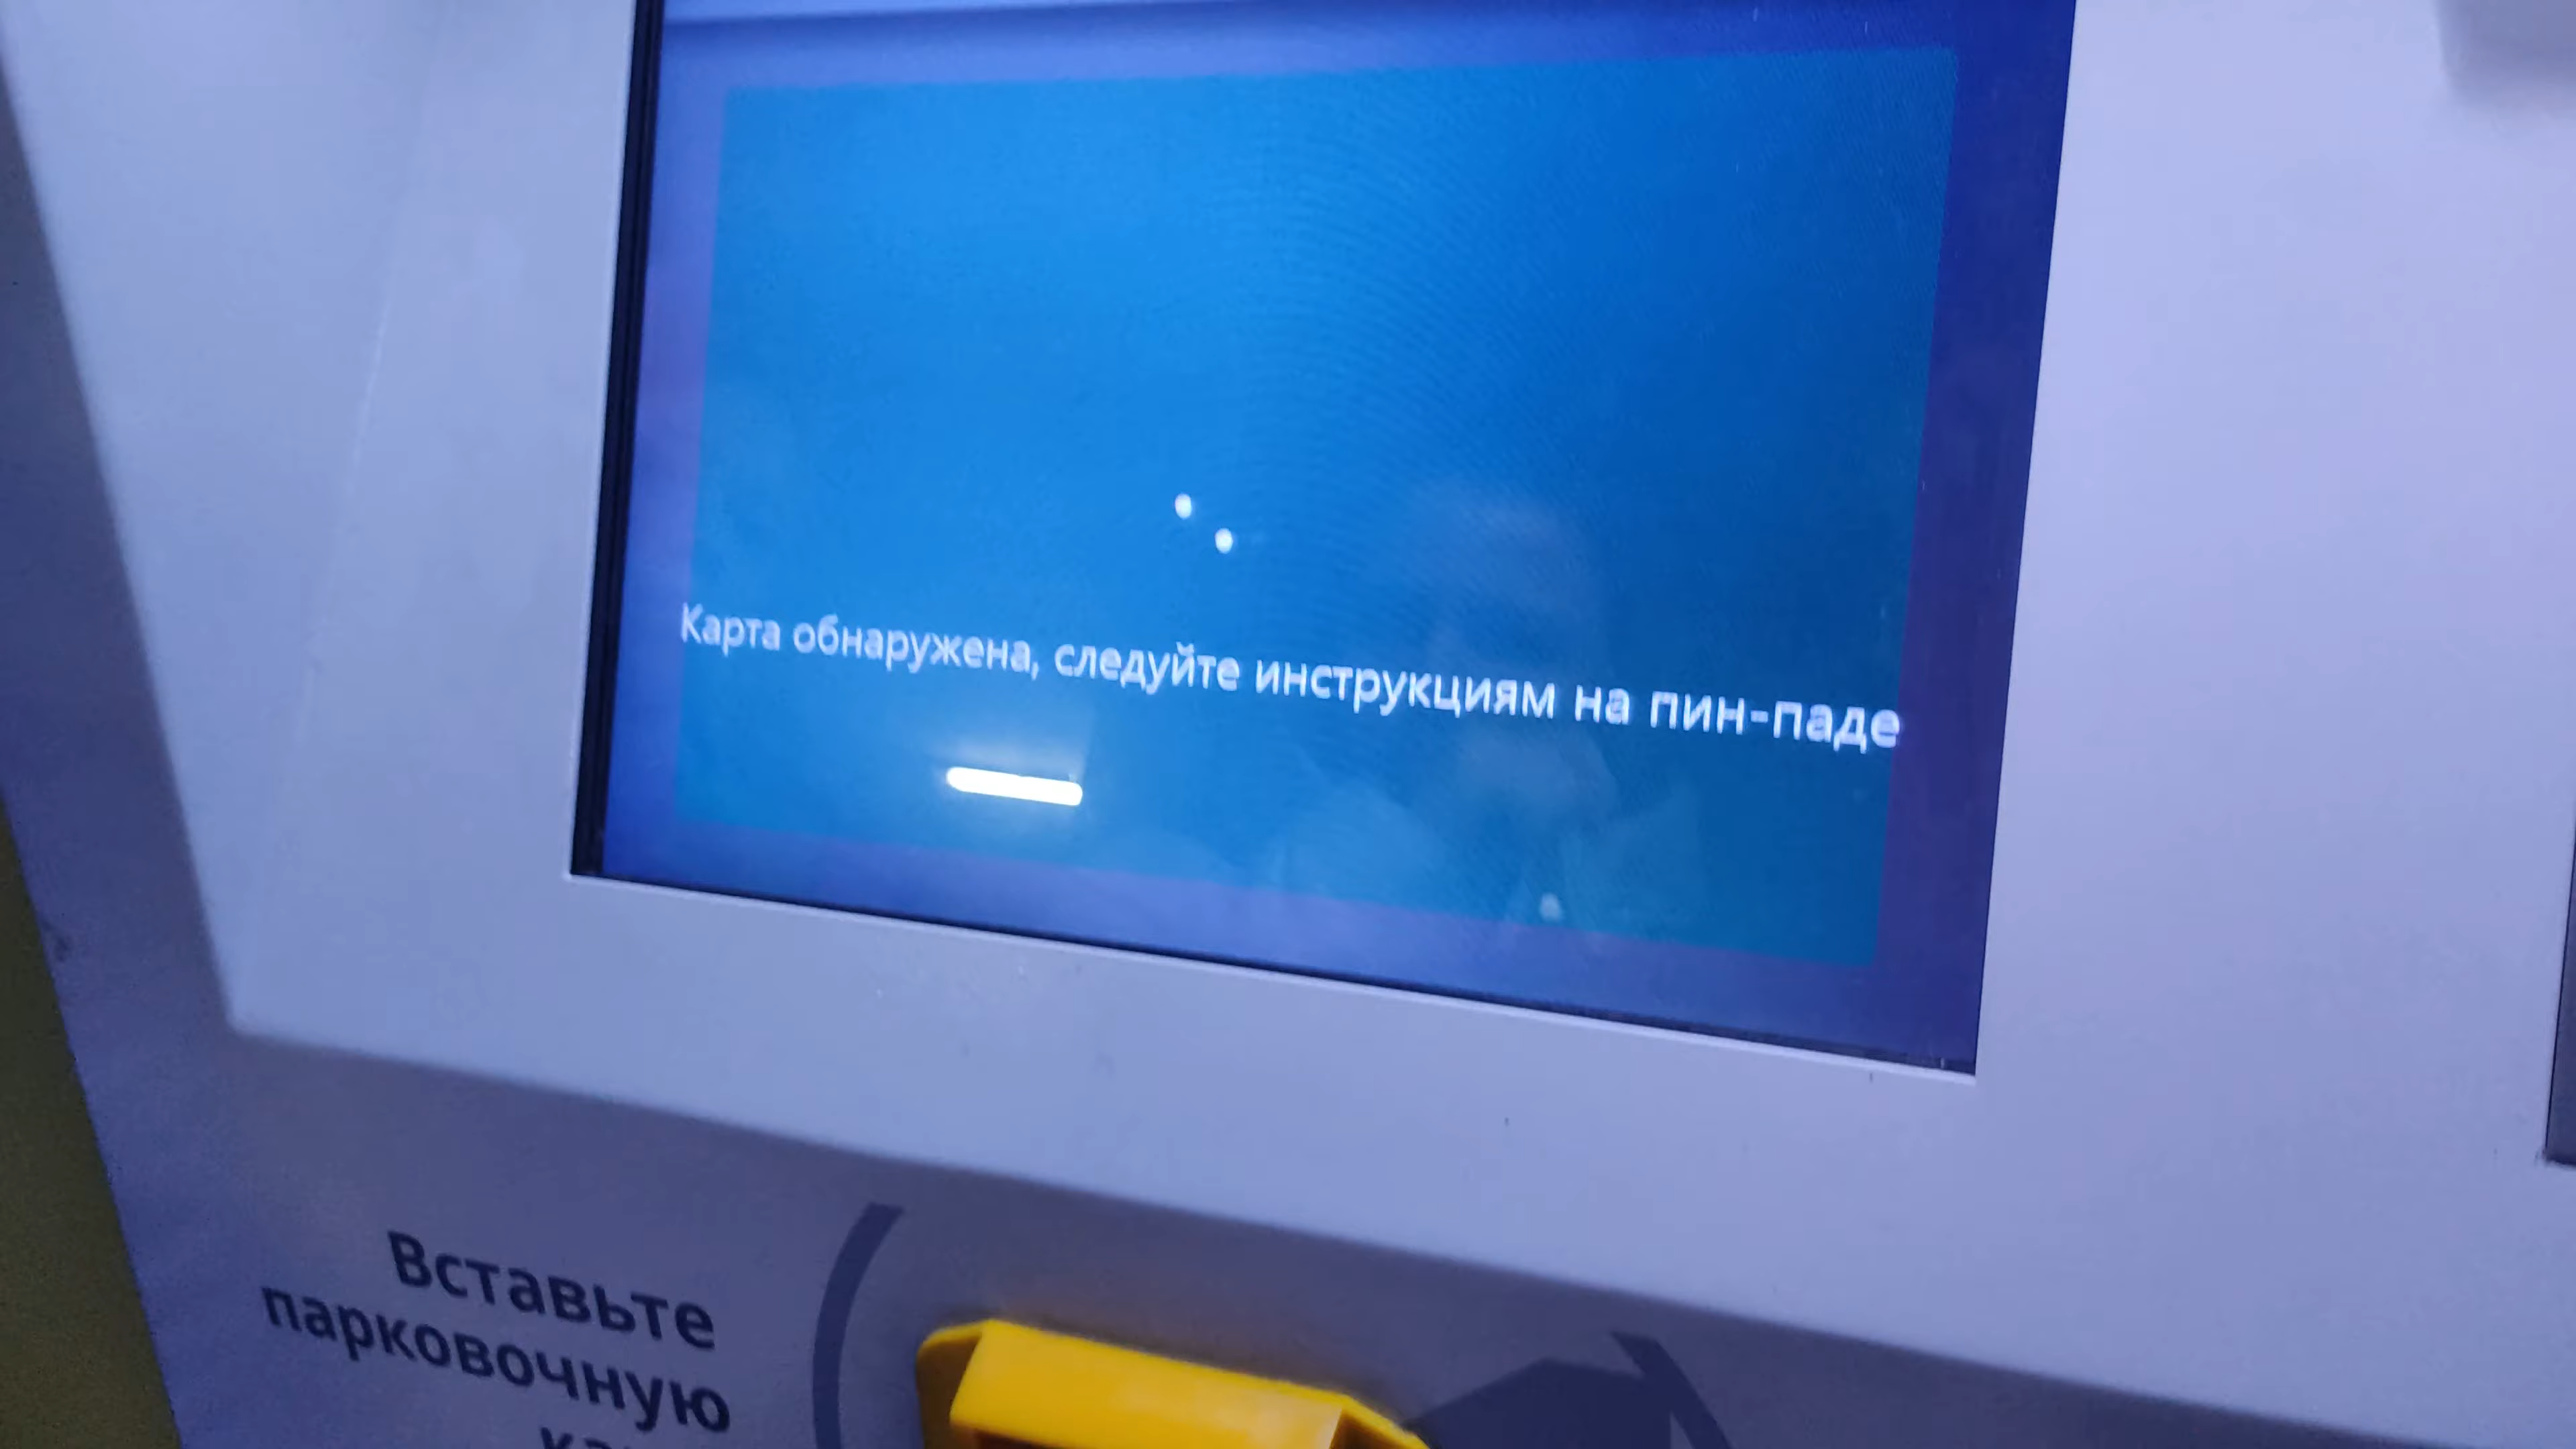 Карта обнаружена, следуйте инструкциям на пин-паде
Вставьте
парковочную